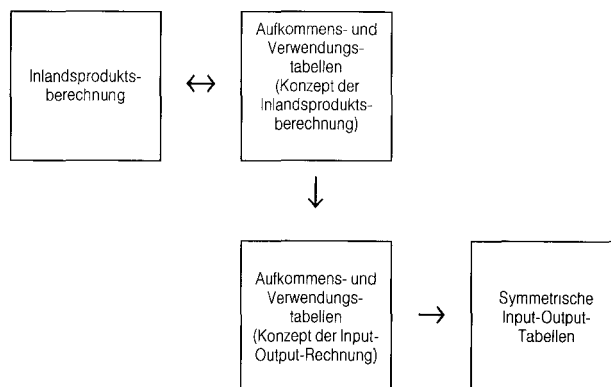 Inlandsprodukts-
berechnung
Aufkommens- und
Verwendungs-
tabellen
(Konzept der
Inlandsprodukts-
berechnung)
Aufkommens- und
Verwendungs-
tabellen
(Konzept der Input-
Output-Rechnung)
Symmetrische
Input-Output-
Tabellen